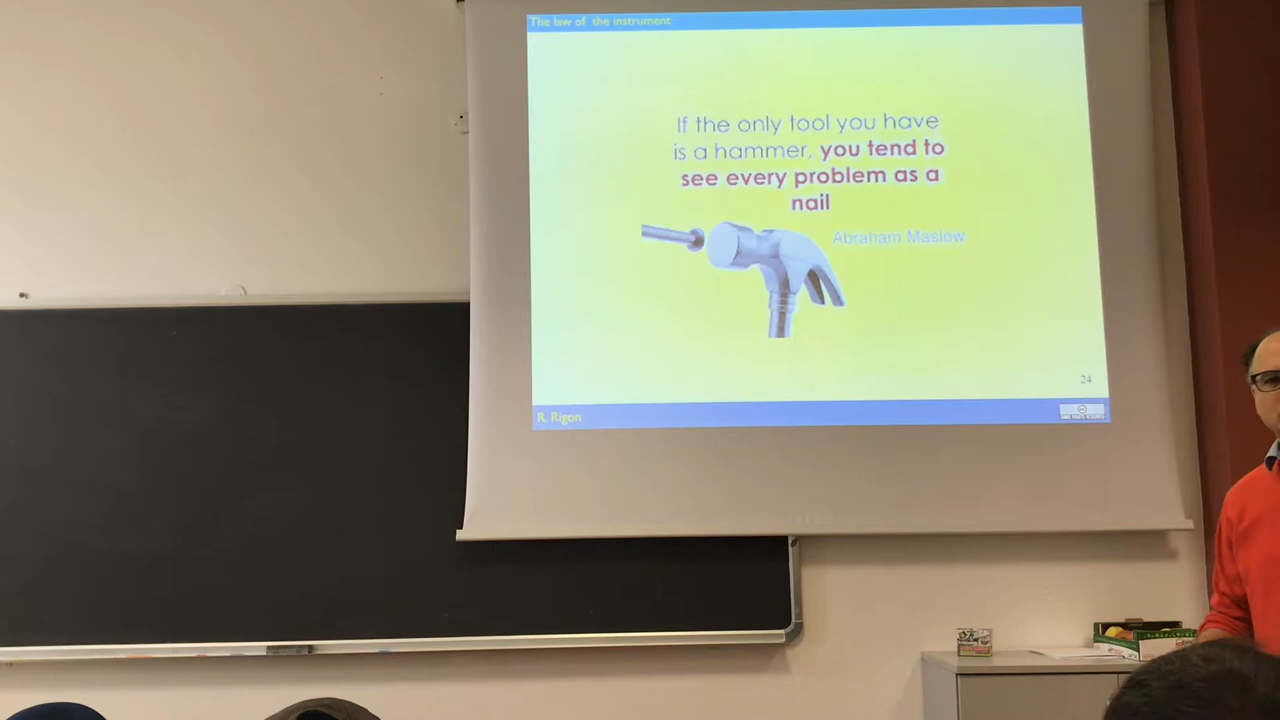 The law of the instrument
If the only tool you have
is a hammer, you tend to
see every problem as a
nail
Abraham Maslow
24
R. Rigon